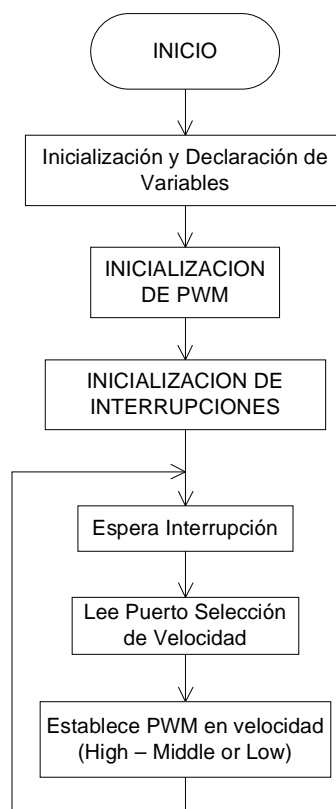 INICIO
Inicialización y Declaración de
Variables
INICIALIZACION
DE PWM
INICIALIZACION DE
INTERRUPCIONES
Espera Interrupción
Lee Puerto Selección
de Velocidad
Establece PWM en velocidad
(High – Middle or Low)